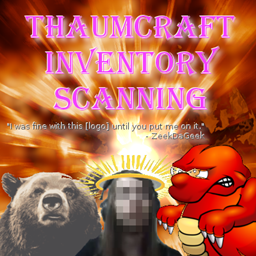 THAUMCRAFT
INVENTORY
SCANNING
"I was fine with this [logo] until you put me on it."
- ZeekDaGeek